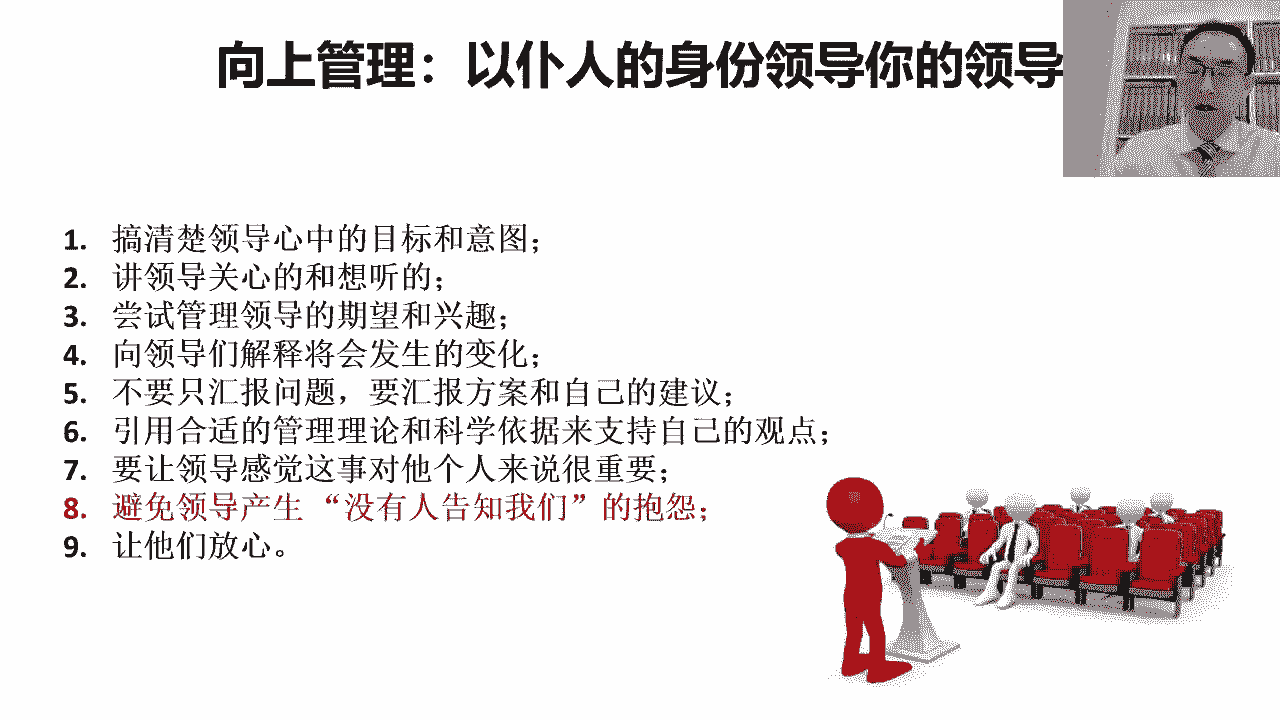 向上管理：以仆人的身份领导你的领导
1. 搞清楚领导心中的目标和意图；
2. 讲领导关心的和想听的；
3. 尝试管理领导的期望和兴趣；
4. 向领导们解释将会发生的变化；
5. 不要只汇报问题，要汇报方案和自己的建议；
6. 引用合适的管理理论和科学依据来支持自己的观点；
7. 要让领导感觉这事对他个人来说很重要；
8. 避免领导产生 “没有人告知我们”的抱怨；
9. 让他们放心。